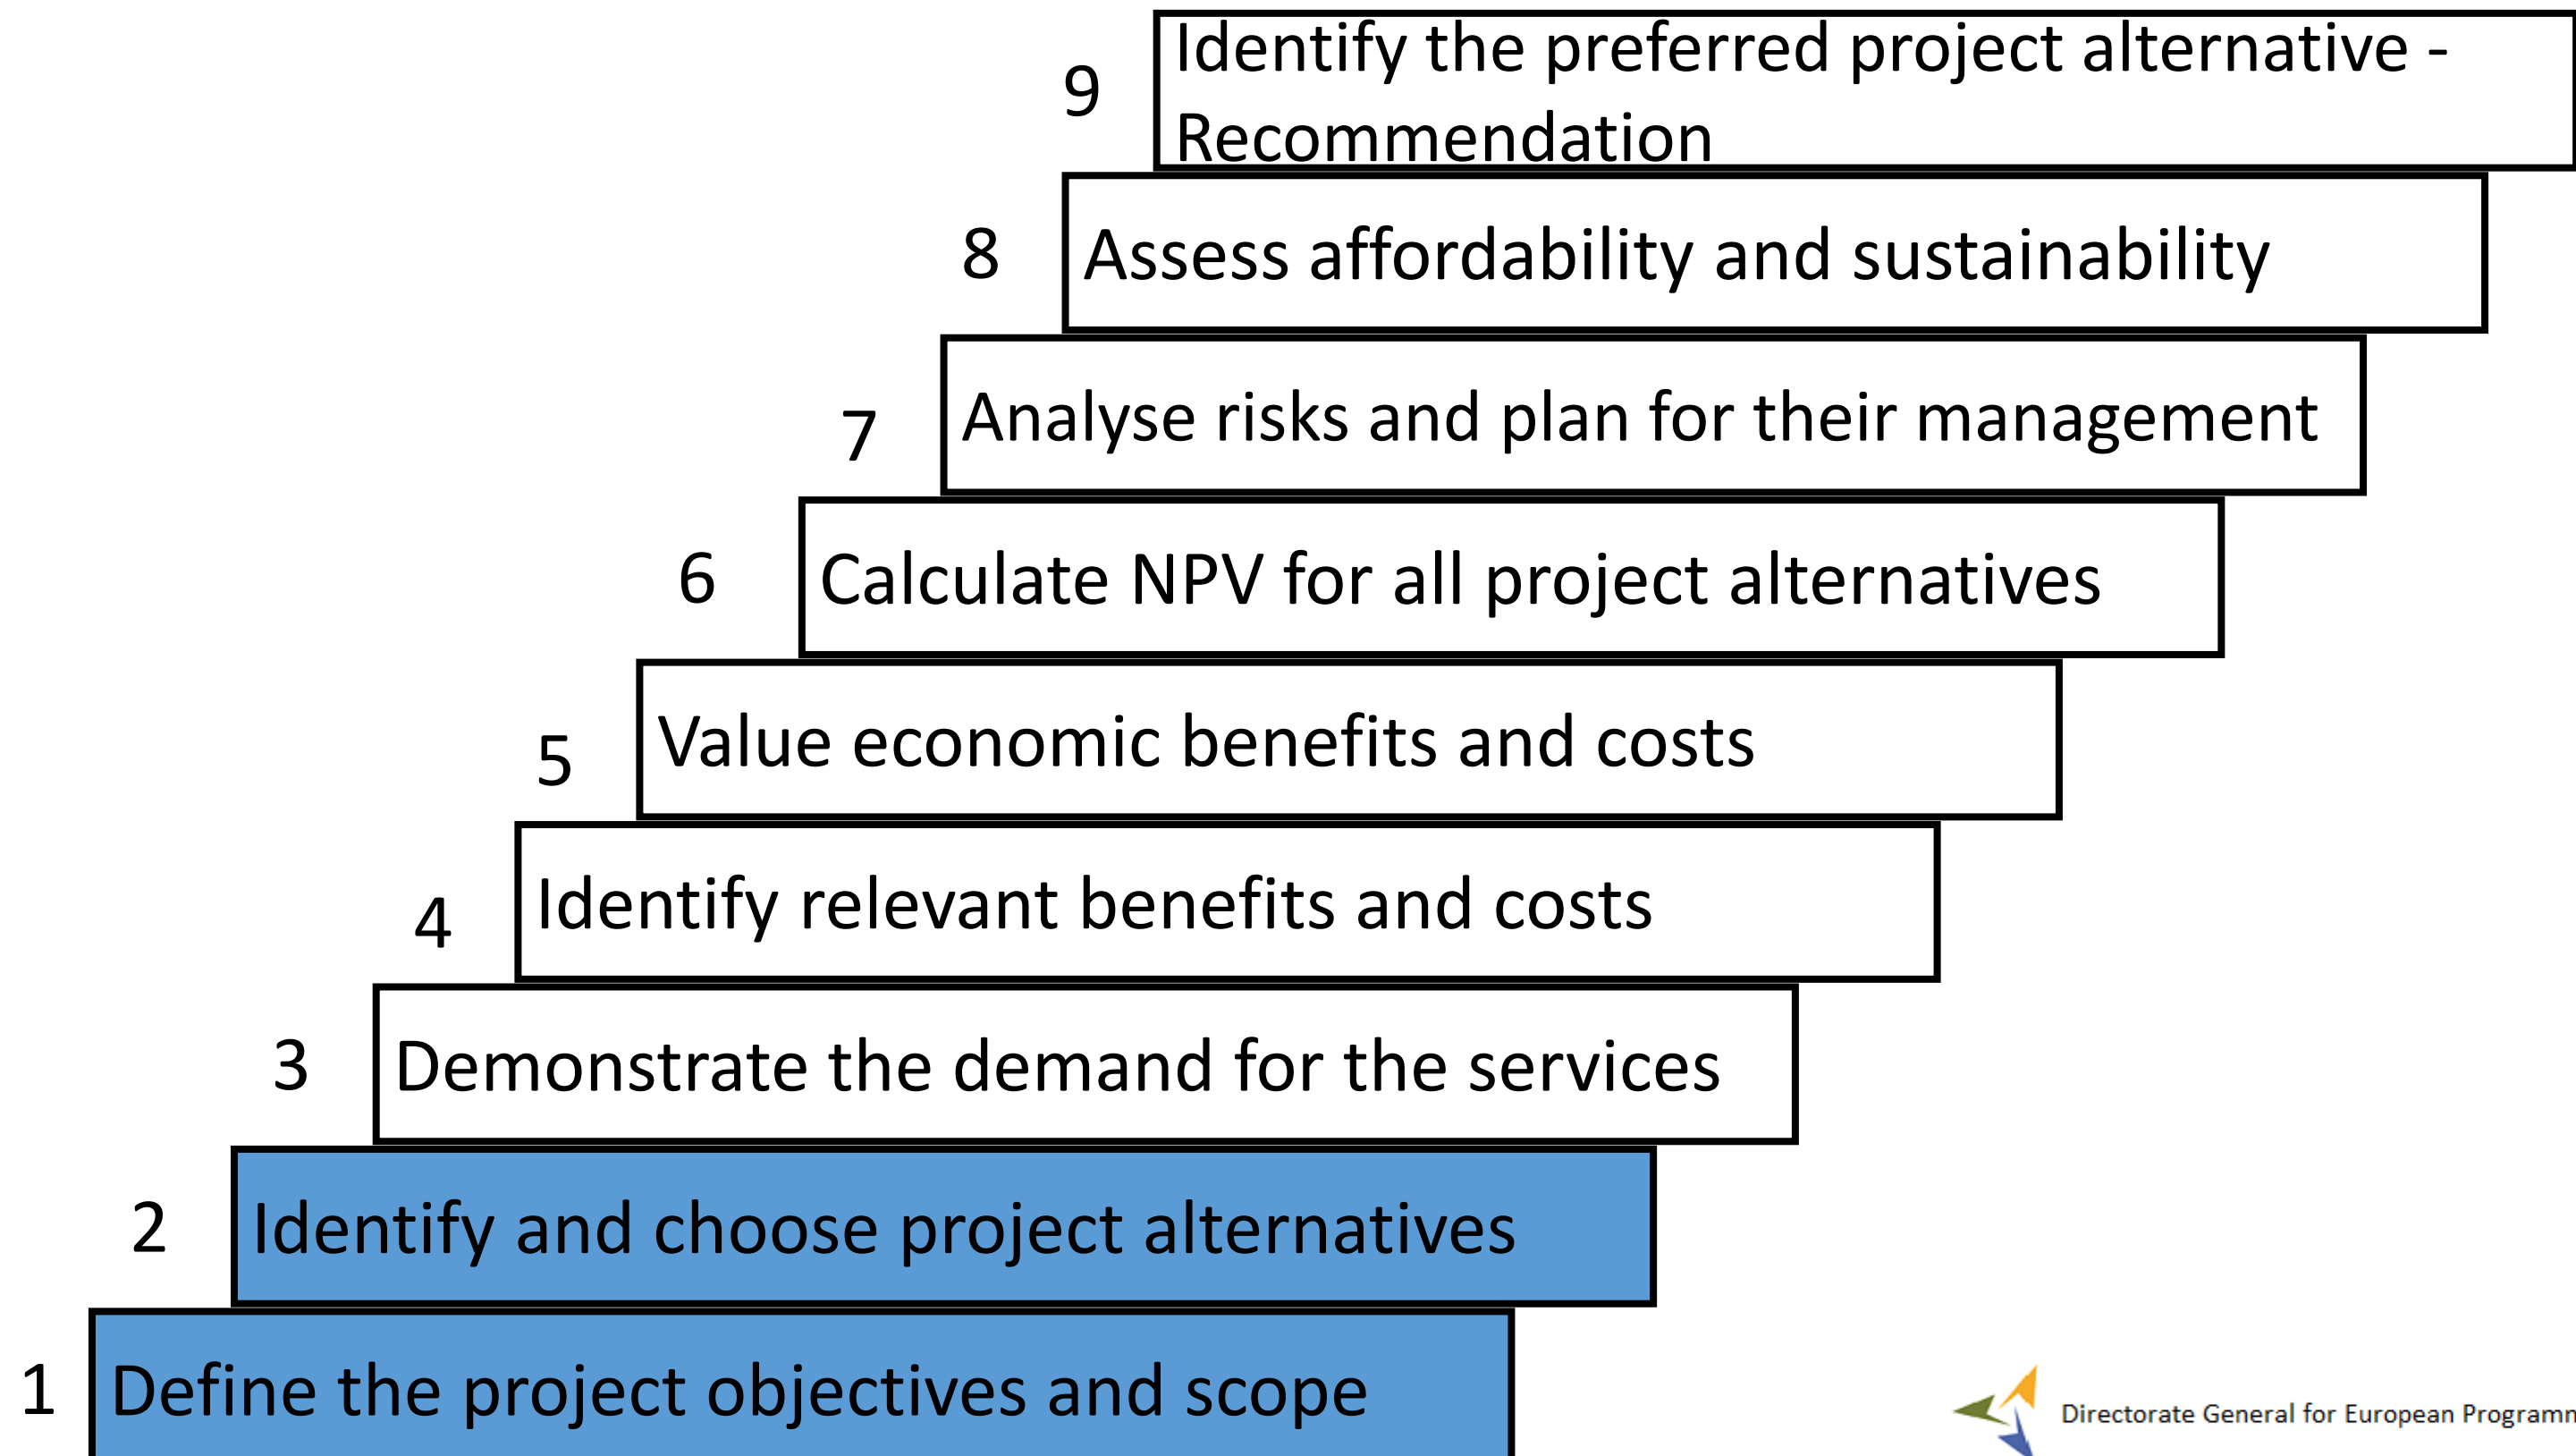 9
Identify the preferred project alternative -
Recommendation
8
Assess affordability and sustainability
7
Analyse risks and plan for their management
6
Calculate NPV for all project alternatives
5
Value economic benefits and costs
4
Identify relevant benefits and costs
3
Demonstrate the demand for the services
2
Identify and choose project alternatives
1
Define the project objectives and scope
Directorate General for European